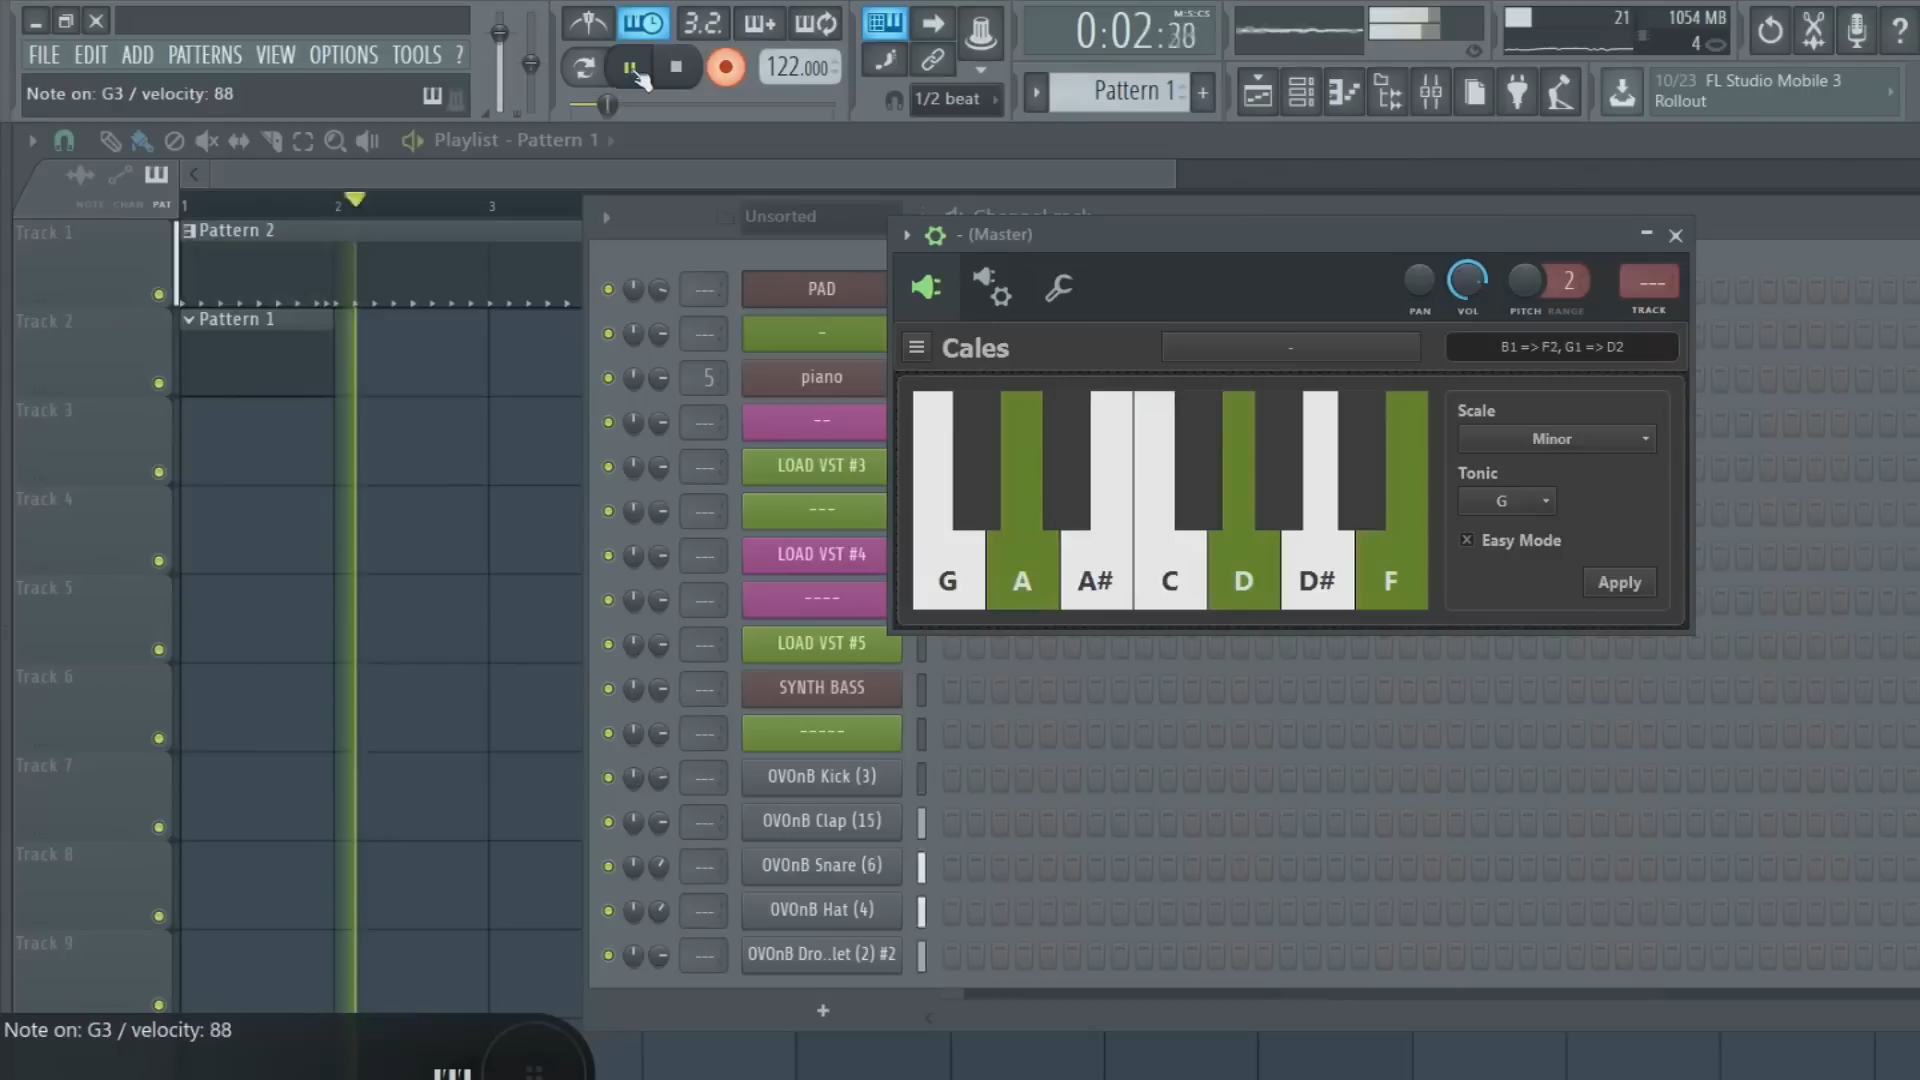 3.2.
0:02:28
M:S:CS
21
1054 MB
4
FILE EDIT ADD PATTERNS VIEW OPTIONS TOOLS ?
122.000
Note on: G3 / velocity: 88
1/2 beat
Pattern 1
10/23 FL Studio Mobile 3
Rollout
Playlist - Pattern 1
NOTE CHAN PAT
1 2 3
Unsorted
Channel rack
Track 1
Pattern 2
Track 2
Pattern 1
Track 3
Track 4
Track 5
Track 6
Track 7
Track 8
Track 9
PAD
-
5
piano
--
LOAD VST #3
---
LOAD VST #4
----
LOAD VST #5
SYNTH BASS
-----
OVOnB Kick (3)
OVOnB Clap (15)
OVOnB Snare (6)
OVOnB Hat (4)
OVOnB Dro..let (2) #2
+
- (Master)
2
---
PAN VOL PITCH RANGE TRACK
Cales
-
B1 => F2, G1 => D2
G A A# C D D# F
Scale
Minor
Tonic
G
Easy Mode
Apply
Note on: G3 / velocity: 88